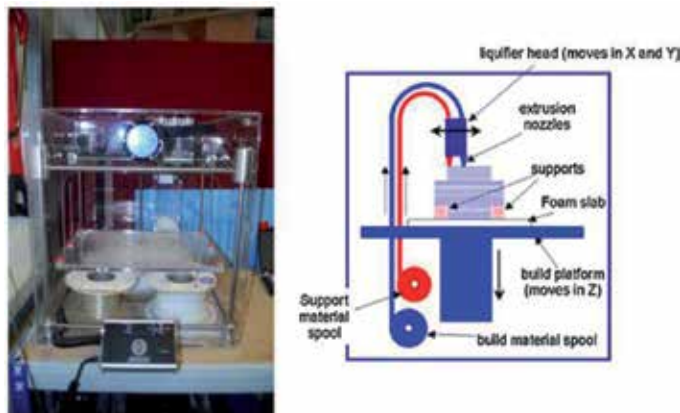 liquifier head (moves in X and Y)
extrusion
nozzles
supports
Foam slab
build platform
(moves in Z)
Support
material
spool
build material spool